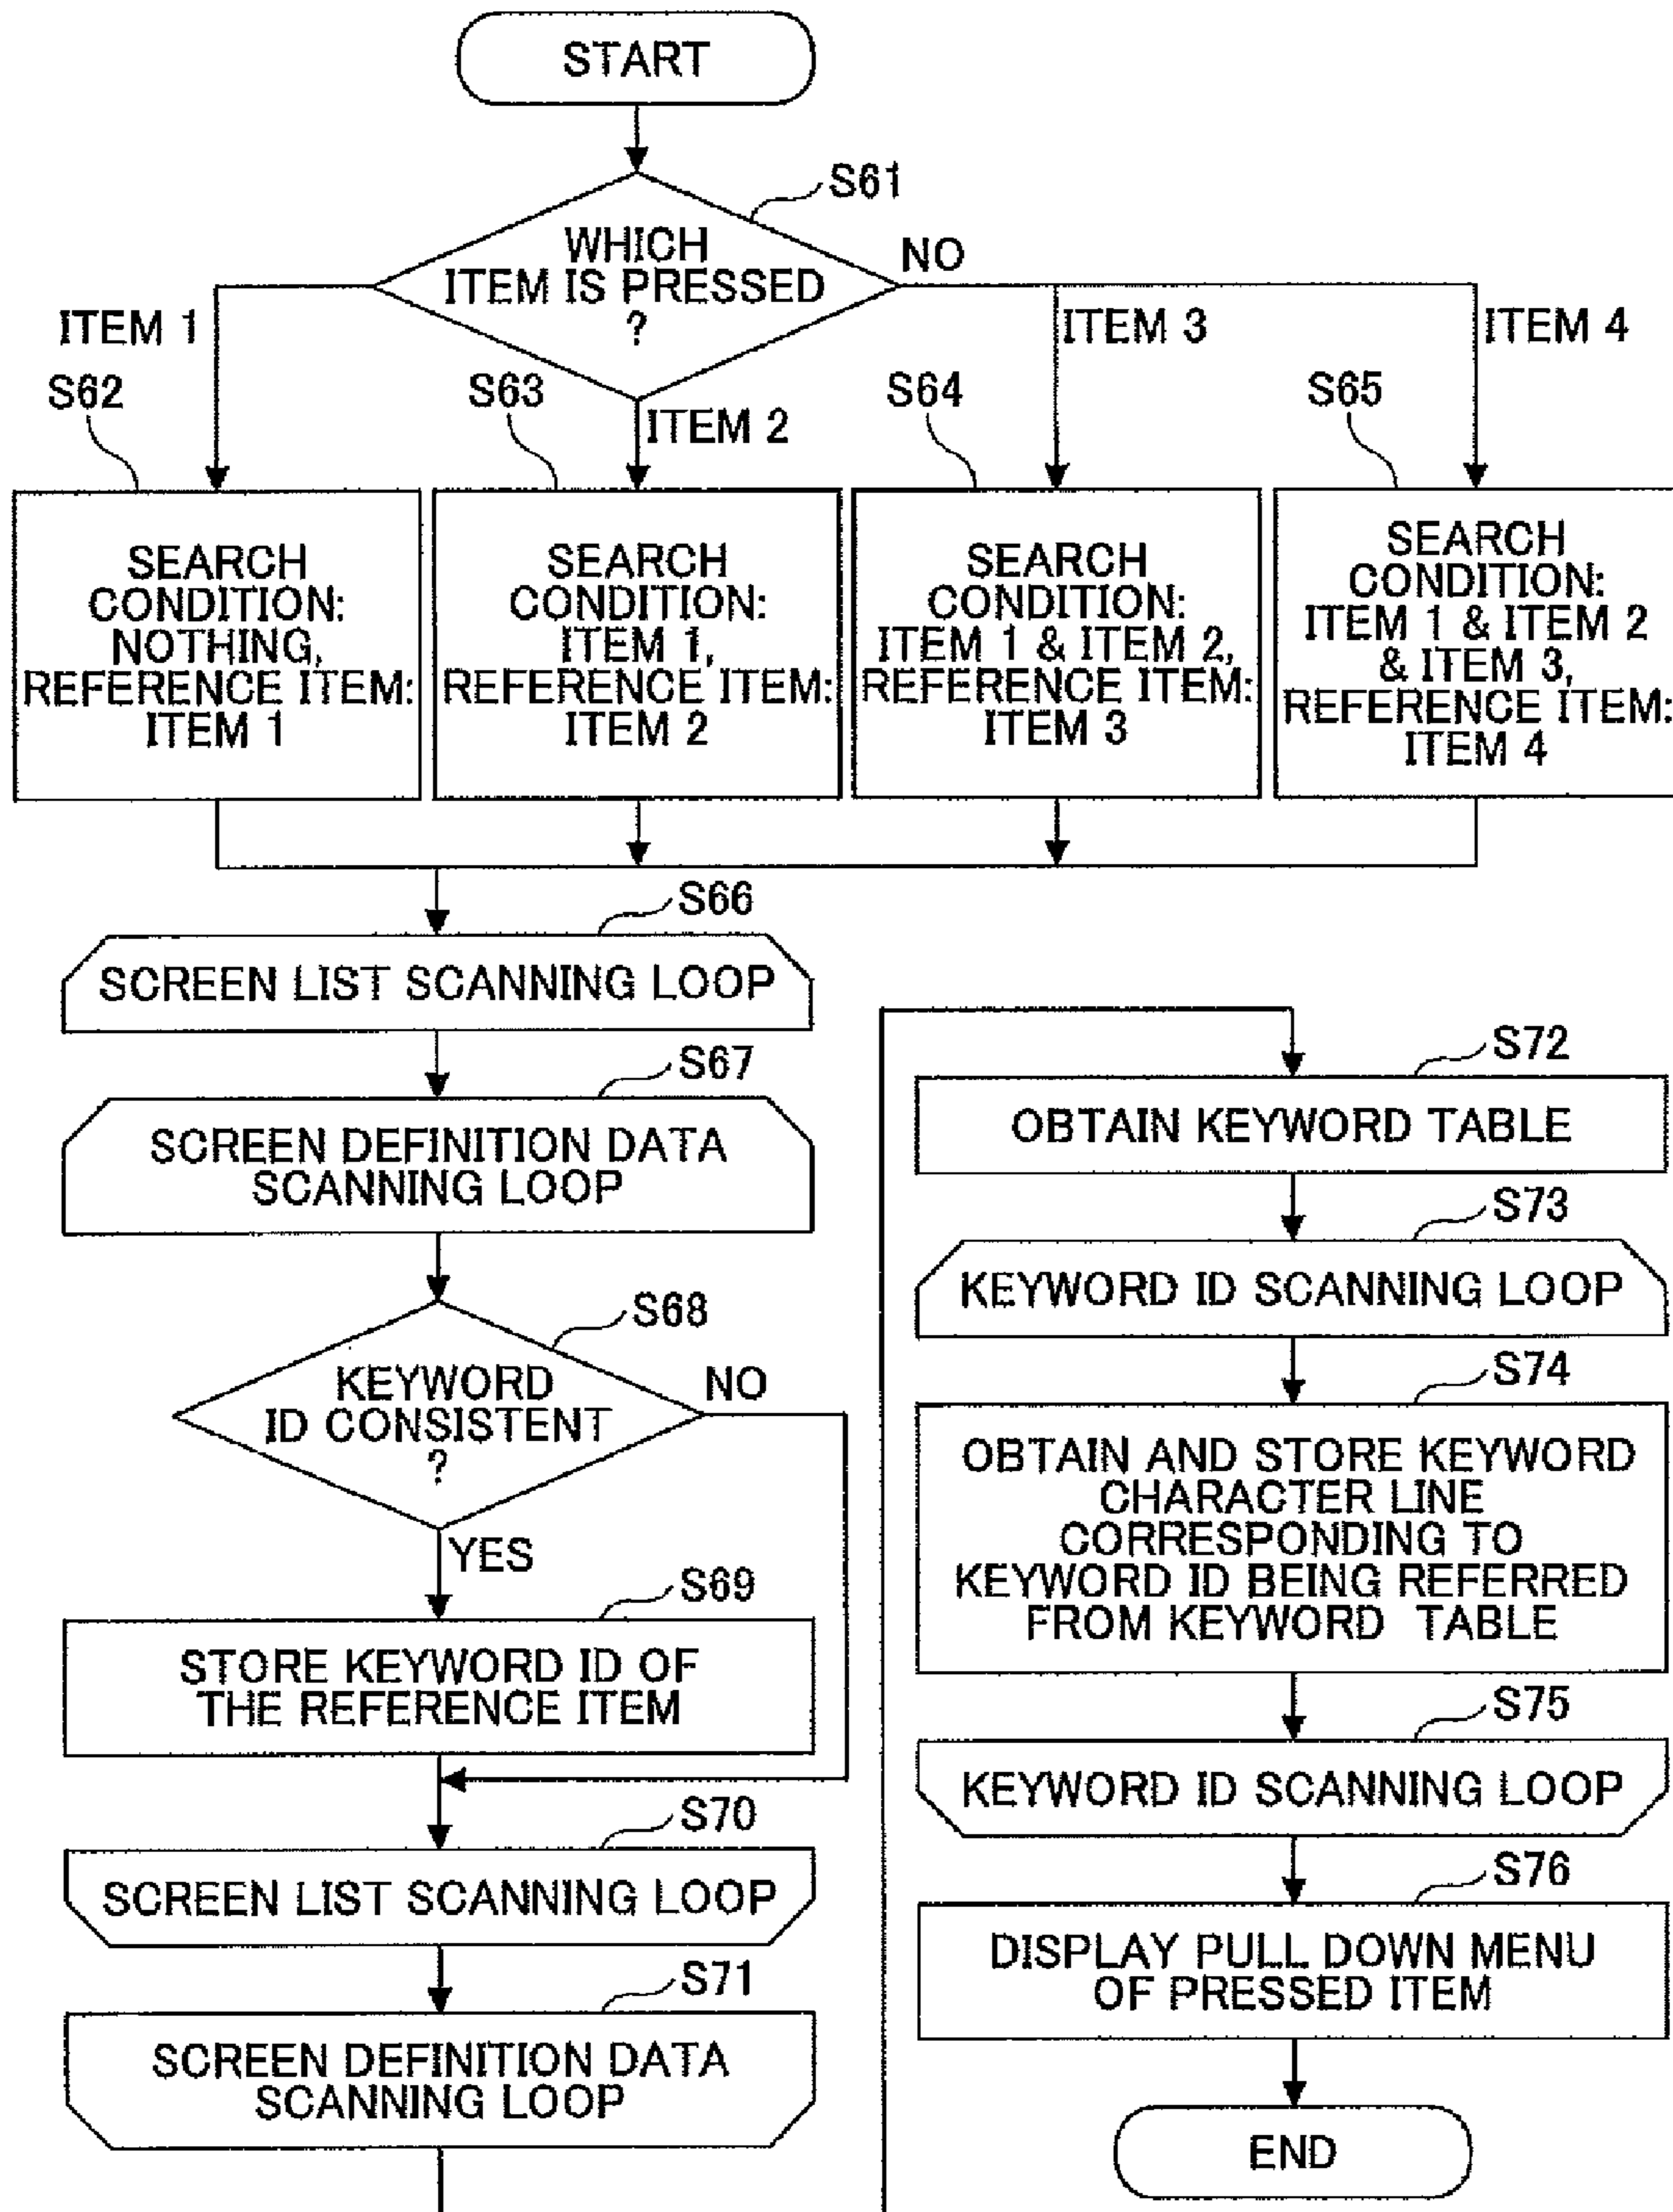 START
S61
WHICH
ITEM IS PRESSED
?
NO
ITEM 1
ITEM 2
ITEM 3
ITEM 4
S62
SEARCH
CONDITION:
NOTHING,
REFERENCE ITEM:
ITEM 1
S63
SEARCH
CONDITION:
ITEM 1,
REFERENCE ITEM:
ITEM 2
S64
SEARCH
CONDITION:
ITEM 1 & ITEM 2,
REFERENCE ITEM:
ITEM 3
S65
SEARCH
CONDITION:
ITEM 1 & ITEM 2
& ITEM 3,
REFERENCE ITEM:
ITEM 4
S66
SCREEN LIST SCANNING LOOP
S67
SCREEN DEFINITION DATA
SCANNING LOOP
S68
KEYWORD
ID CONSISTENT
?
NO
YES
S69
STORE KEYWORD ID OF
THE REFERENCE ITEM
S70
SCREEN LIST SCANNING LOOP
S71
SCREEN DEFINITION DATA
SCANNING LOOP
S72
OBTAIN KEYWORD TABLE
S73
KEYWORD ID SCANNING LOOP
S74
OBTAIN AND STORE KEYWORD
CHARACTER LINE
CORRESPONDING TO
KEYWORD ID BEING REFERRED
FROM KEYWORD TABLE
S75
KEYWORD ID SCANNING LOOP
S76
DISPLAY PULL DOWN MENU
OF PRESSED ITEM
END